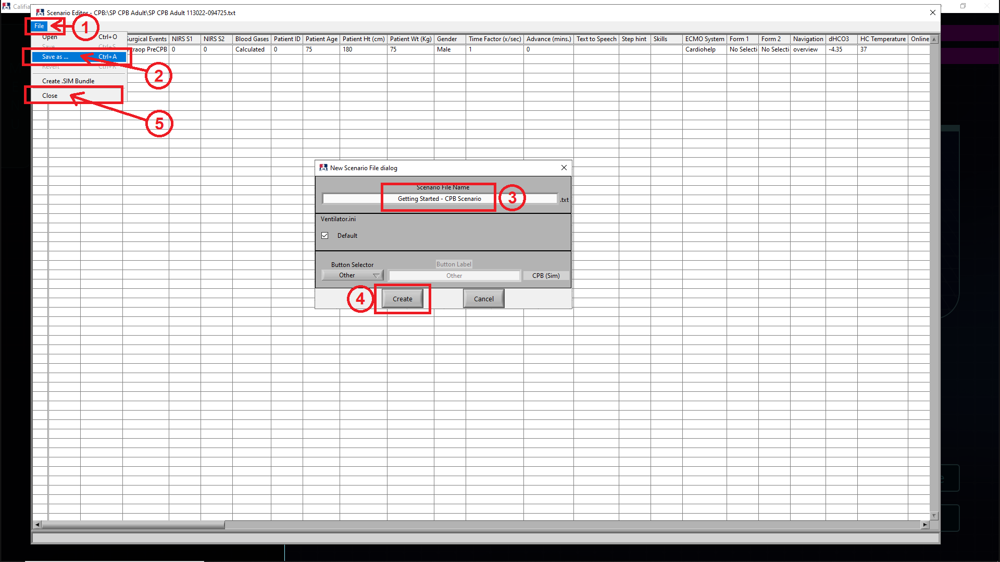 Califia
Scenario Editor - CPB:\SP CPB Adult\SP CPB Adult 113022-094725.txt
File
1
Open Ctrl+O
Save Ctrl+S
Save as ... Ctrl+A
Revert Ctrl+R
Create .SIM Bundle
Close
2
5
Surgical Events NIRS S1 NIRS S2 Blood Gases Patient ID Patient Age Patient Ht (cm) Patient Wt (Kg) Gender Time Factor (x/sec) Advance (mins.) Text to Speech Step hint Skills ECMO System Form 1 Form 2 Navigation dHCO3 HC Temperature Online
traop PreCPB 0 0 Calculated 0 75 180 75 Male 1 0 Cardiohelp No Selecti No Selecti overview -4.35 37
New Scenario File dialog
Scenario File Name
Getting Started - CPB Scenario .txt
3
Ventilator.ini
Default
Button Selector Button Label
Other Other CPB (Sim)
4
Create Cancel